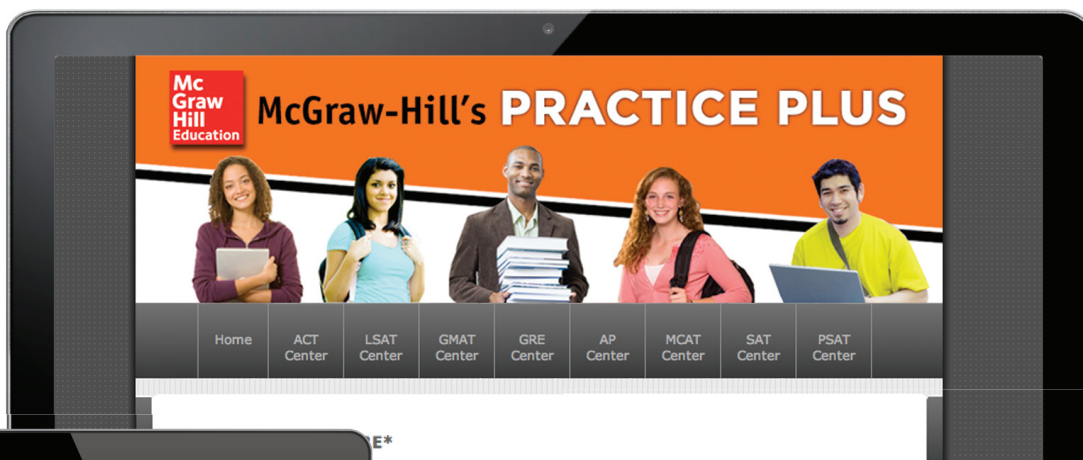 Mc
Graw
Hill
Education
McGraw-Hill's PRACTICE PLUS
Home
ACT Center
LSAT Center
GMAT Center
GRE Center
AP Center
MCAT Center
SAT Center
PSAT Center